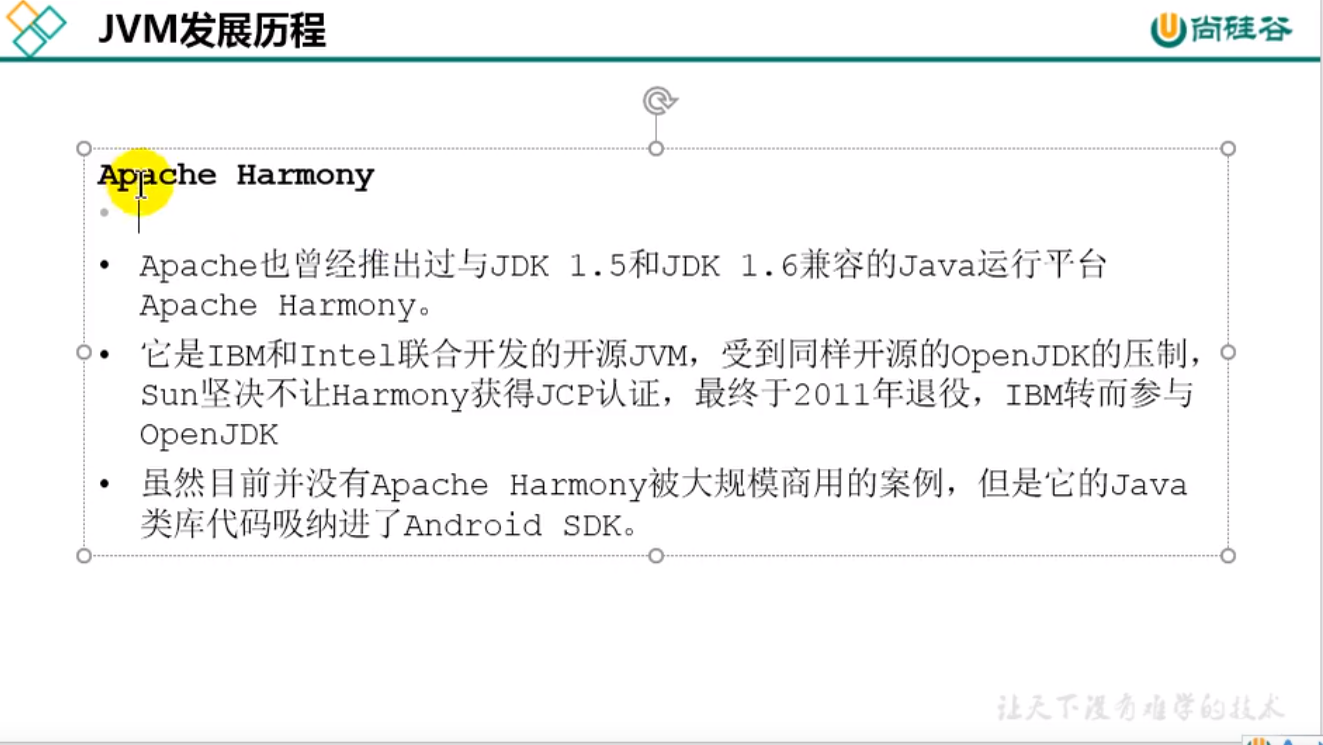 JVM发展历程
尚硅谷
Apache Harmony
• Apache也曾经推出过与JDK 1.5和JDK 1.6兼容的Java运行平台
Apache Harmony。
• 它是IBM和Intel联合开发的开源JVM，受到同样开源的OpenJDK的压制，
Sun坚决不让Harmony获得JCP认证，最终于2011年退役，IBM转而参与
OpenJDK
• 虽然目前并没有Apache Harmony被大规模商用的案例，但是它的Java
类库代码吸纳进了Android SDK。
让天下没有难学的技术